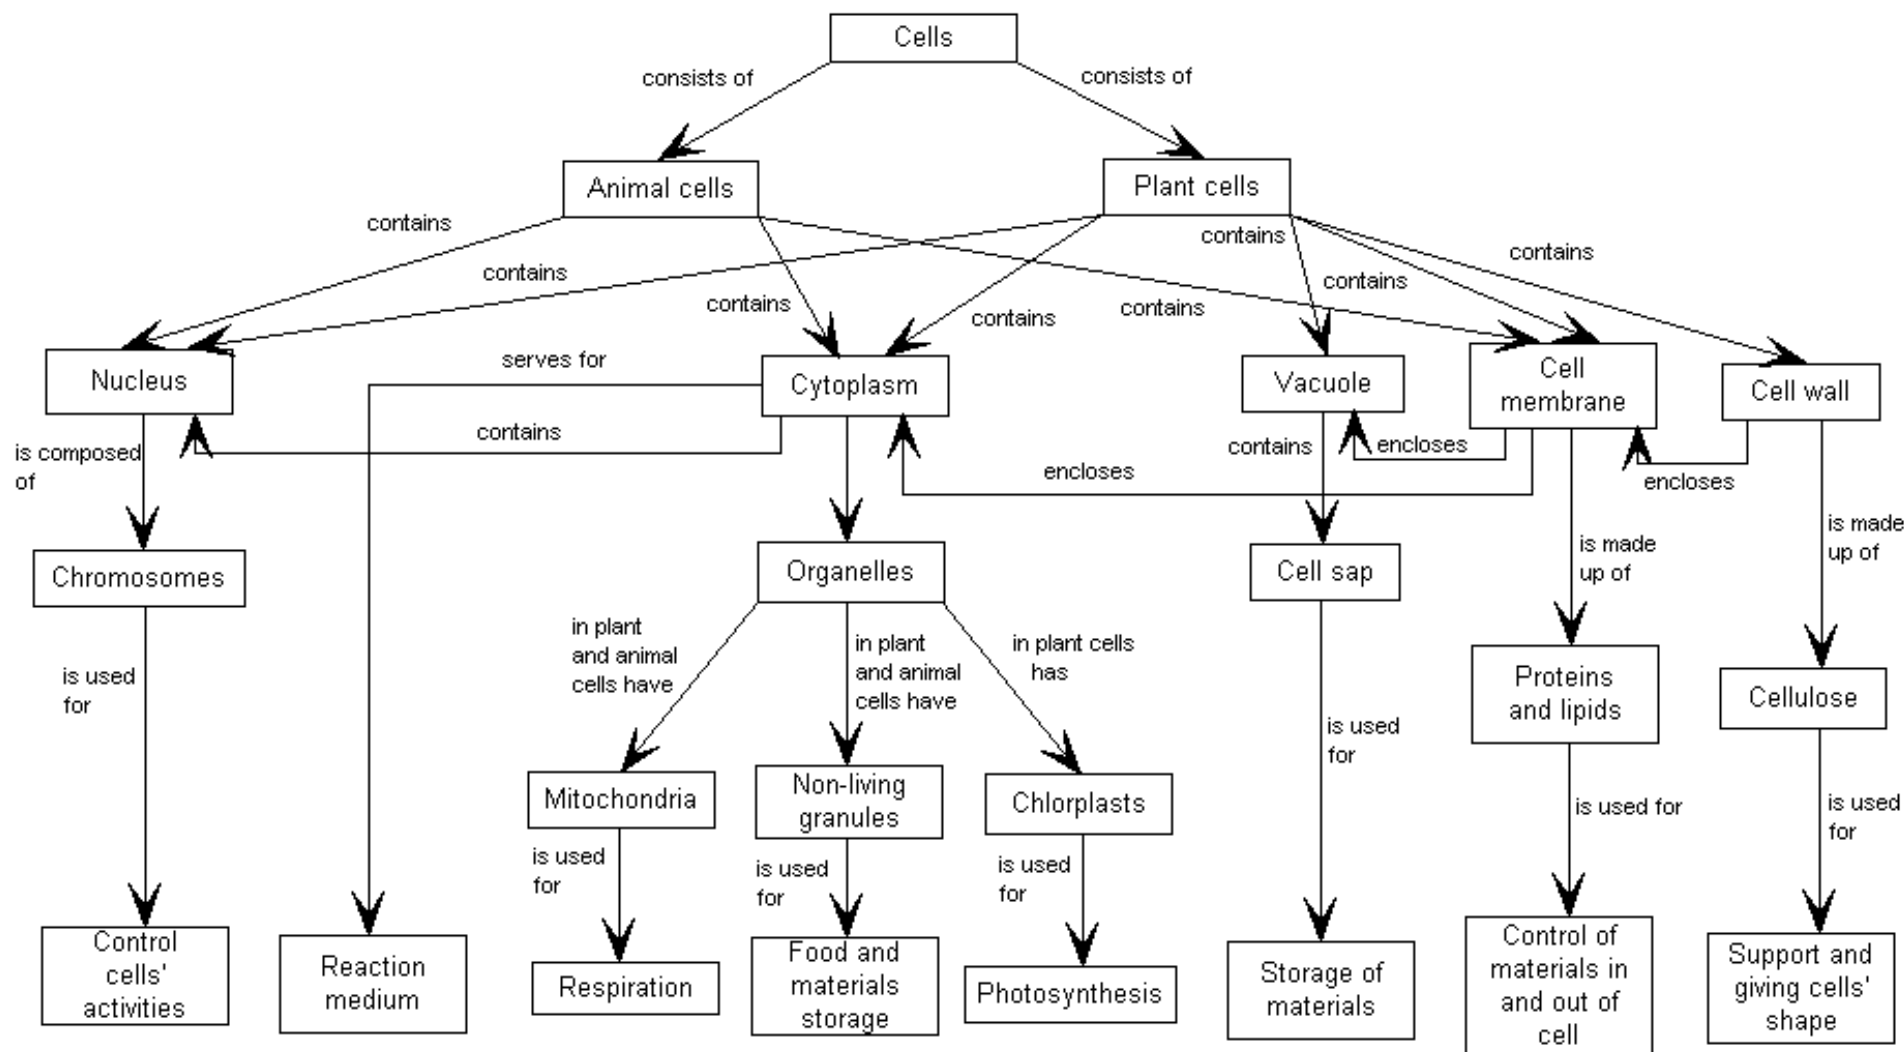 Cells
consists of
consists of
Animal cells
Plant cells
contains
contains
contains
contains
contains
contains
contains
contains
contains
Nucleus
serves for
Cytoplasm
Vacuole
Cell
membrane
Cell wall
is composed
of
contains
encloses
encloses
contains
encloses
Chromosomes
Organelles
Cell sap
is made
up of
is made
up of
is used
for
in plant
and animal
cells have
in plant
and animal
cells have
in plant cells
has
Proteins
and lipids
Cellulose
is used
for
Mitochondria
Non-living
granules
Chlorplasts
is used for
is used
for
is used
for
is used
for
is used
for
Control
cells'
activities
Reaction
medium
Respiration
Food and
materials
storage
Photosynthesis
Storage of
materials
Control of
materials in
and out of
cell
Support and
giving cells'
shape